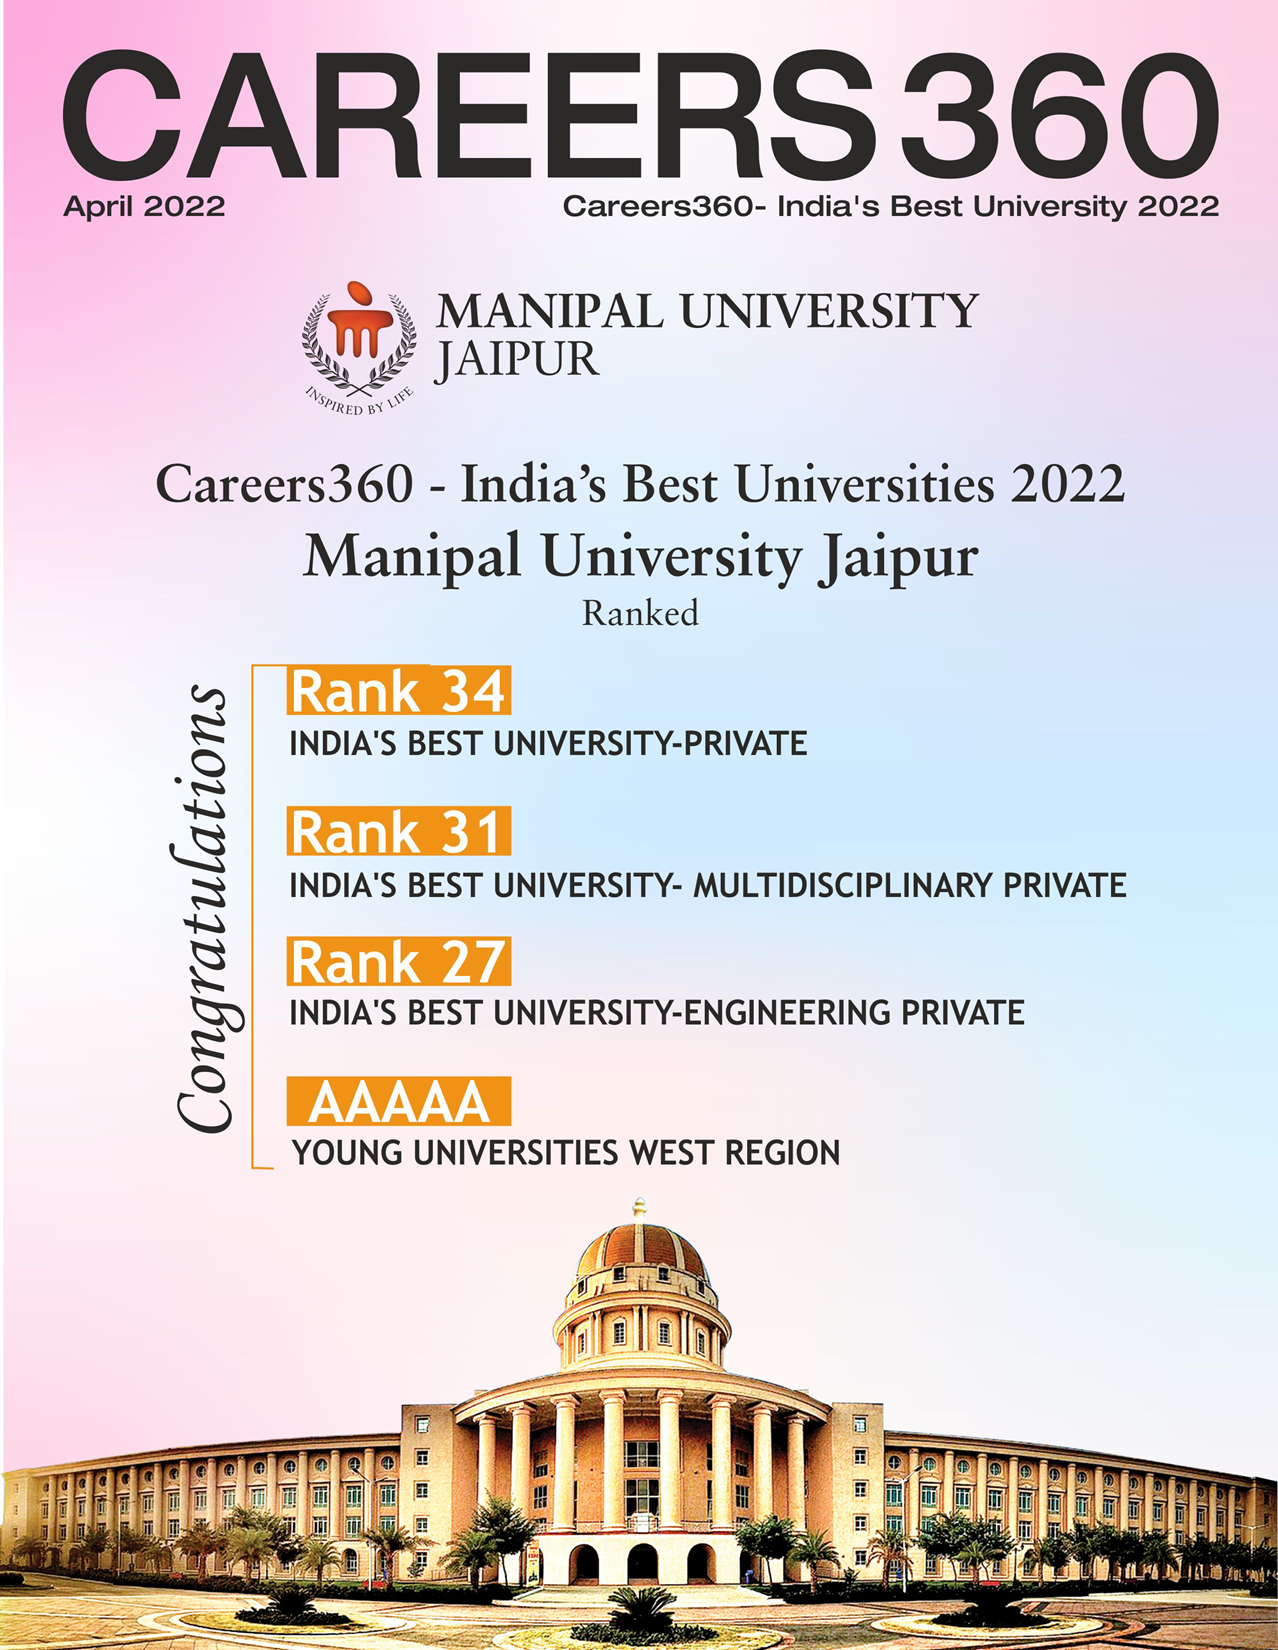 CAREERS 360
April 2022
Careers360- India's Best University 2022
MANIPAL UNIVERSITY
JAIPUR
INSPIRED BY LIFE
Careers360 - India’s Best Universities 2022
Manipal University Jaipur
Ranked
Congratulations
Rank 34
INDIA'S BEST UNIVERSITY-PRIVATE
Rank 31
INDIA'S BEST UNIVERSITY- MULTIDISCIPLINARY PRIVATE
Rank 27
INDIA'S BEST UNIVERSITY-ENGINEERING PRIVATE
AAAAA
YOUNG UNIVERSITIES WEST REGION